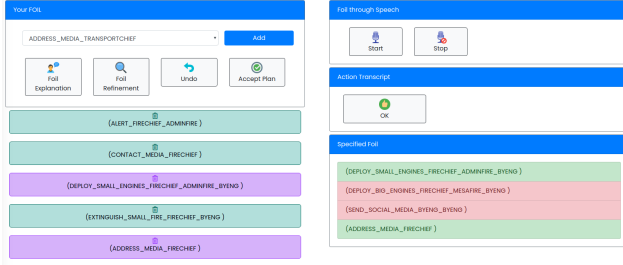 Your FOIL
ADDRESS_MEDIA_TRANSPORTCHIEF
Add
Foil
Explanation
Foil
Refinement
Undo
Accept Plan
(ALERT_FIRECHIEF_ADMINFIRE )
(CONTACT_MEDIA_FIRECHIEF )
(DEPLOY_SMALL_ENGINES_FIRECHIEF_ADMINFIRE_BYENG )
(EXTINGUISH_SMALL_FIRE_FIRECHIEF_BYENG )
(ADDRESS_MEDIA_FIRECHIEF )
Foil through Speech
Start
Stop
Action Transcript
OK
Specified Foil
(DEPLOY_SMALL_ENGINES_FIRECHIEF_ADMINFIRE_BYENG )
(DEPLOY_BIG_ENGINES_FIRECHIEF_MESAFIRE_BYENG )
(SEND_SOCIAL_MEDIA_BYENG_BYENG )
(ADDRESS_MEDIA_FIRECHIEF )